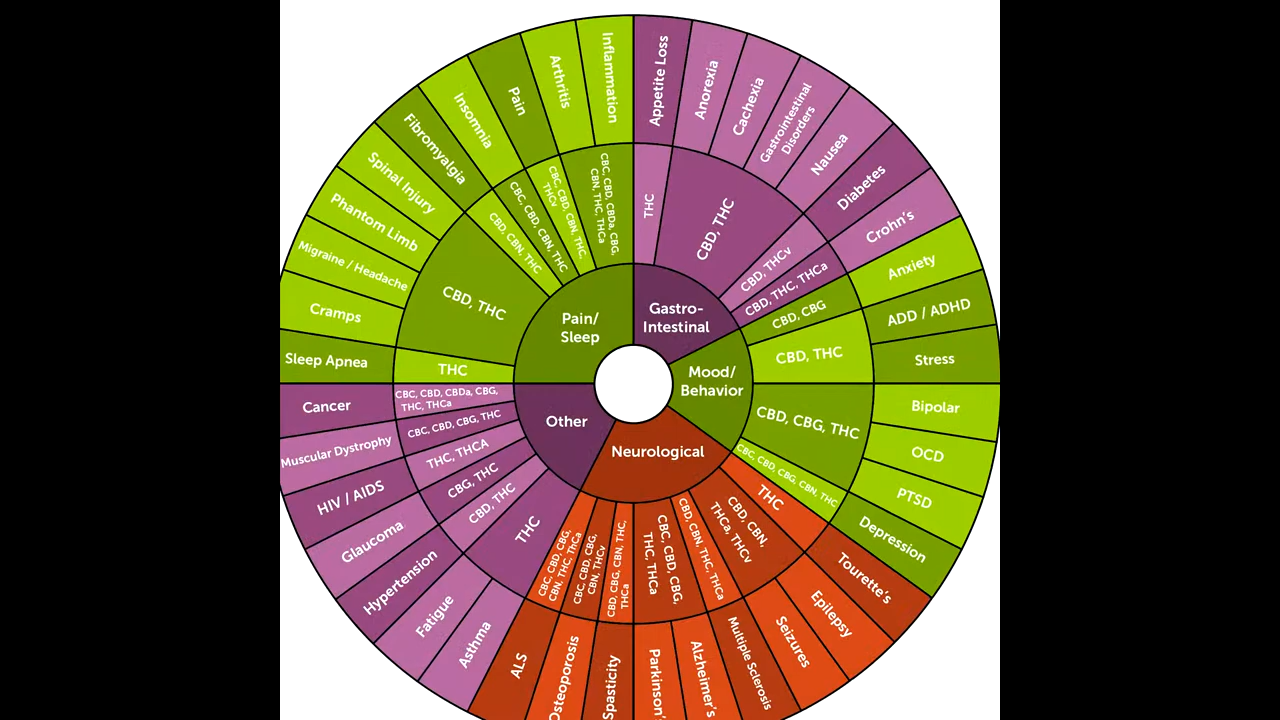 Appetite Loss
Anorexia
Cachexia
Gastrointestinal
Disorders
Nausea
Diabetes
Crohn's
Anxiety
ADD / ADHD
Stress
Bipolar
OCD
PTSD
Depression
Tourette's
Epilepsy
Seizures
Multiple Sclerosis
Alzheimer's
Parkinson'
Spasticity
Osteoporosis
ALS
Asthma
Fatigue
Hypertension
Glaucoma
HIV / AIDS
Muscular Dystrophy
Cancer
Sleep Apnea
Cramps
Migraine / Headache
Phantom Limb
Spinal Injury
Fibromyalgia
Insomnia
Pain
Arthritis
Inflammation
THC
CBD, THC
CBD, THCv
CBD, THC, THCa
CBD, CBG
CBD, THC
CBD, CBG, THC
CBC, CBD, CBG, CBN, THC
THC
CBD, CBN,
THCa, THCv
CBD, CBN, THC, THCa
CBC, CBD, CBG,
THC, THCa
CBD, CBG, CBN, THC,
THCa
CBC, CBD, CBG,
CBN, THCv
CBC, CBD, CBG,
CBN, THC, THCa
THC
CBD, THC
CBG, THC
THC, THCA
CBC, CBD, CBG, THC
CBC, CBD, CBDa, CBG,
THC, THCa
THC
CBD, THC
CBD, CBN, THC
CBC, CBD, CBN, THC
CBC, CBD, CBN, THC,
THCv
CBC, CBD, CBDa, CBG,
CBN, THC, THCa
Gastro-
Intestinal
Mood/
Behavior
Neurological
Other
Pain/
Sleep